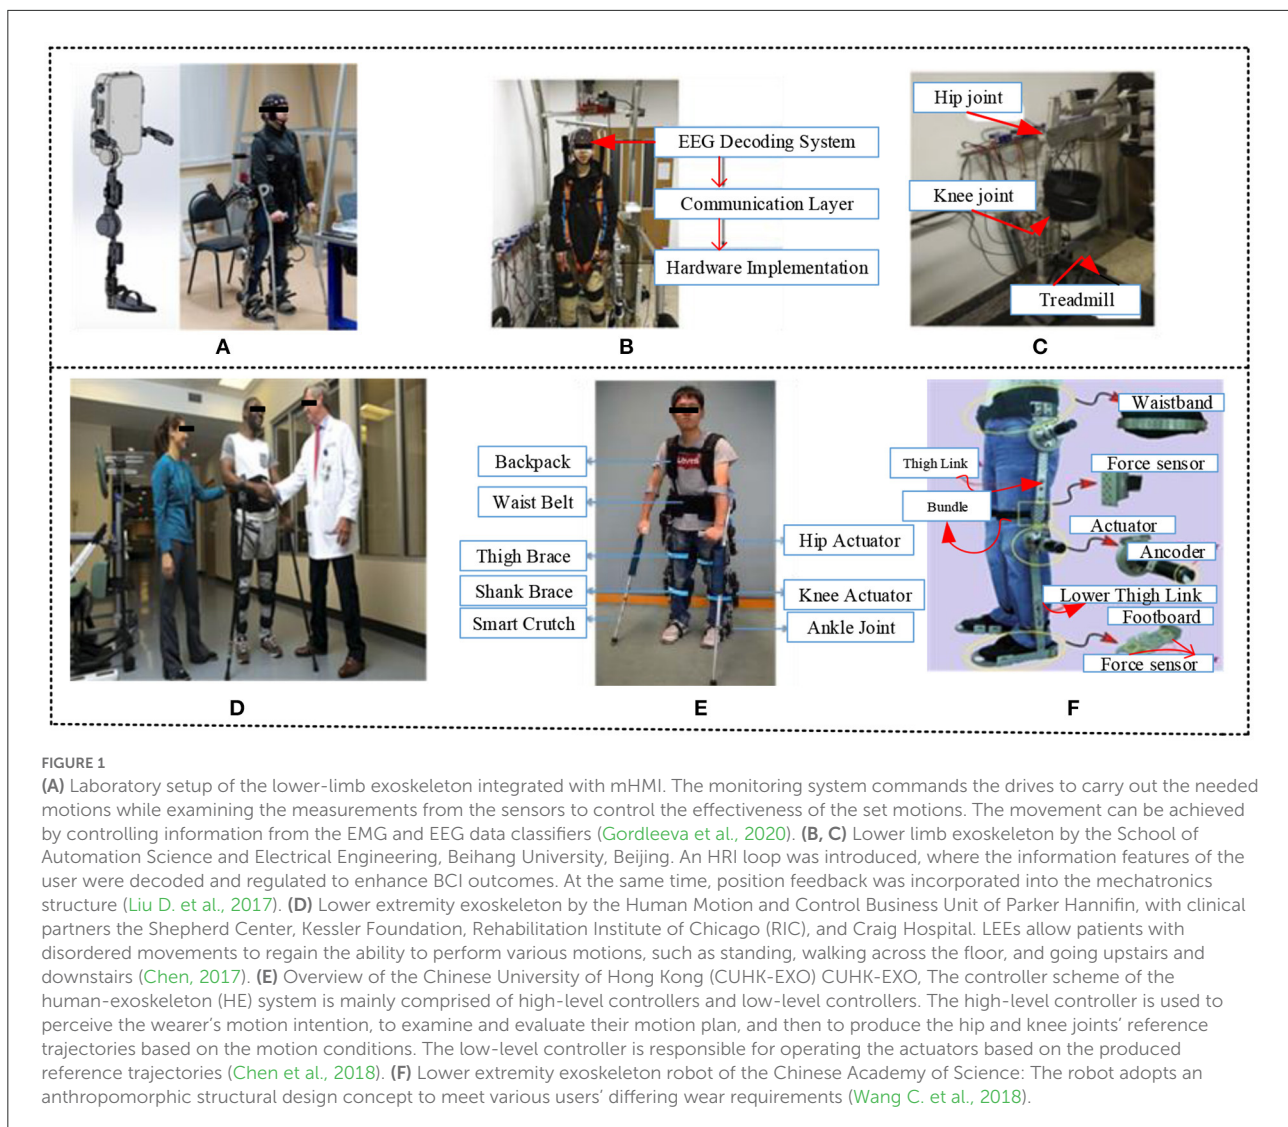 Hip joint
EEG Decoding System
Knee joint
Communication Layer
Hardware Implementation
Treadmill
A
B
C
Waistband
Backpack
Thigh Link
Force sensor
Waist Belt
Bundle
Actuator
Hip Actuator
Thigh Brace
Ancoder
Shank Brace
Knee Actuator
Lower Thigh Link
Smart Crutch
Ankle Joint
Footboard
Force sensor
D
E
F
FIGURE 1
(A) Laboratory setup of the lower-limb exoskeleton integrated with mHMI. The monitoring system commands the drives to carry out the needed
motions while examining the measurements from the sensors to control the effectiveness of the set motions. The movement can be achieved
by controlling information from the EMG and EEG data classifiers (Gordleeva et al., 2020). (B, C) Lower limb exoskeleton by the School of
Automation Science and Electrical Engineering, Beihang University, Beijing. An HRI loop was introduced, where the information features of the
user were decoded and regulated to enhance BCI outcomes. At the same time, position feedback was incorporated into the mechatronics
structure (Liu D. et al., 2017). (D) Lower extremity exoskeleton by the Human Motion and Control Business Unit of Parker Hannifin, with clinical
partners the Shepherd Center, Kessler Foundation, Rehabilitation Institute of Chicago (RIC), and Craig Hospital. LEEs allow patients with
disordered movements to regain the ability to perform various motions, such as standing, walking across the floor, and going upstairs and
downstairs (Chen, 2017). (E) Overview of the Chinese University of Hong Kong (CUHK-EXO) CUHK-EXO, The controller scheme of the
human-exoskeleton (HE) system is mainly comprised of high-level controllers and low-level controllers. The high-level controller is used to
perceive the wearer's motion intention, to examine and evaluate their motion plan, and then to produce the hip and knee joints' reference
trajectories based on the motion conditions. The low-level controller is responsible for operating the actuators based on the produced
reference trajectories (Chen et al., 2018). (F) Lower extremity exoskeleton robot of the Chinese Academy of Science: The robot adopts an
anthropomorphic structural design concept to meet various users' differing wear requirements (Wang C. et al., 2018).